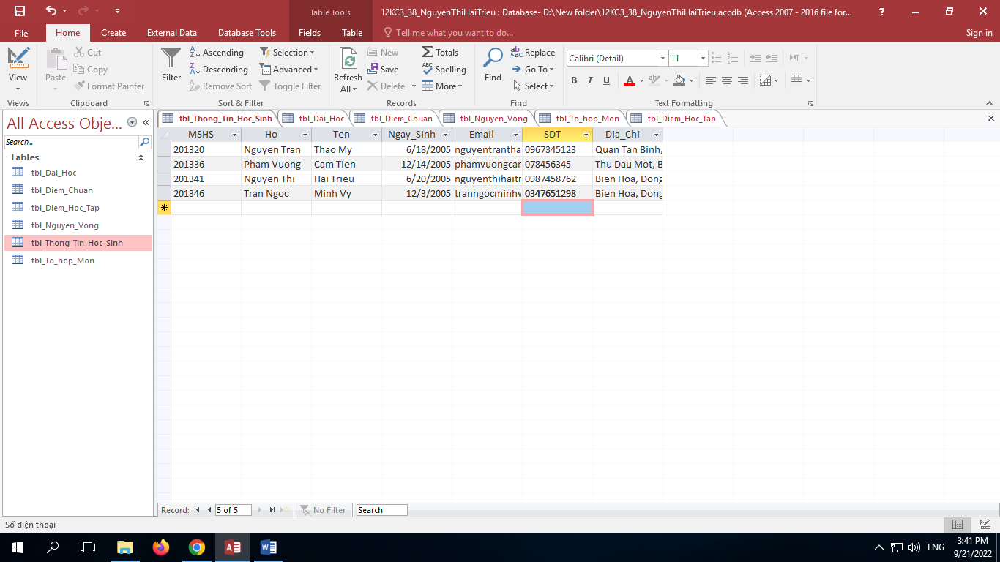 Table Tools
12KC3_38_NguyenThiHaiTrieu : Database- D:\New folder\12KC3_38_NguyenThiHaiTrieu.accdb (Access 2007 - 2016 file for...
?
File Home Create External Data Database Tools Fields Table Tell me what you want to do... Sign in
View
Paste
Cut
Copy
Format Painter
Filter
Ascending
Descending
Remove Sort
Selection
Advanced
Toggle Filter
Refresh
All
New
Save
Delete
Totals
Spelling
More
Find
Replace
Go To
Select
Calibri (Detail) 11
B I U A
Views Clipboard Sort & Filter Records Find Text Formatting
All Access Obje...
Search...
Tables
tbl_Dai_Hoc
tbl_Diem_Chuan
tbl_Diem_Hoc_Tap
tbl_Nguyen_Vong
tbl_Thong_Tin_Hoc_Sinh
tbl_To_hop_Mon
tbl_Thong_Tin_Hoc_Sinh tbl_Dai_Hoc tbl_Diem_Chuan tbl_Nguyen_Vong tbl_To_hop_Mon tbl_Diem_Hoc_Tap
MSHS Ho Ten Ngay_Sinh Email SDT Dia_Chi
201320 Nguyen Tran Thao My 6/18/2005 nguyentrantha 0967345123 Quan Tan Binh,
201336 Pham Vuong Cam Tien 12/14/2005 phamvuongcam 078456345 Thu Dau Mot, B
201341 Nguyen Thi Hai Trieu 6/20/2005 nguyenthihaitr 0987458762 Bien Hoa, Dong
201346 Tran Ngoc Minh Vy 12/3/2005 tranngocminhv 0347651298 Bien Hoa, Dong
Record: 5 of 5 No Filter Search
Số điện thoại
ENG
3:41 PM
9/21/2022